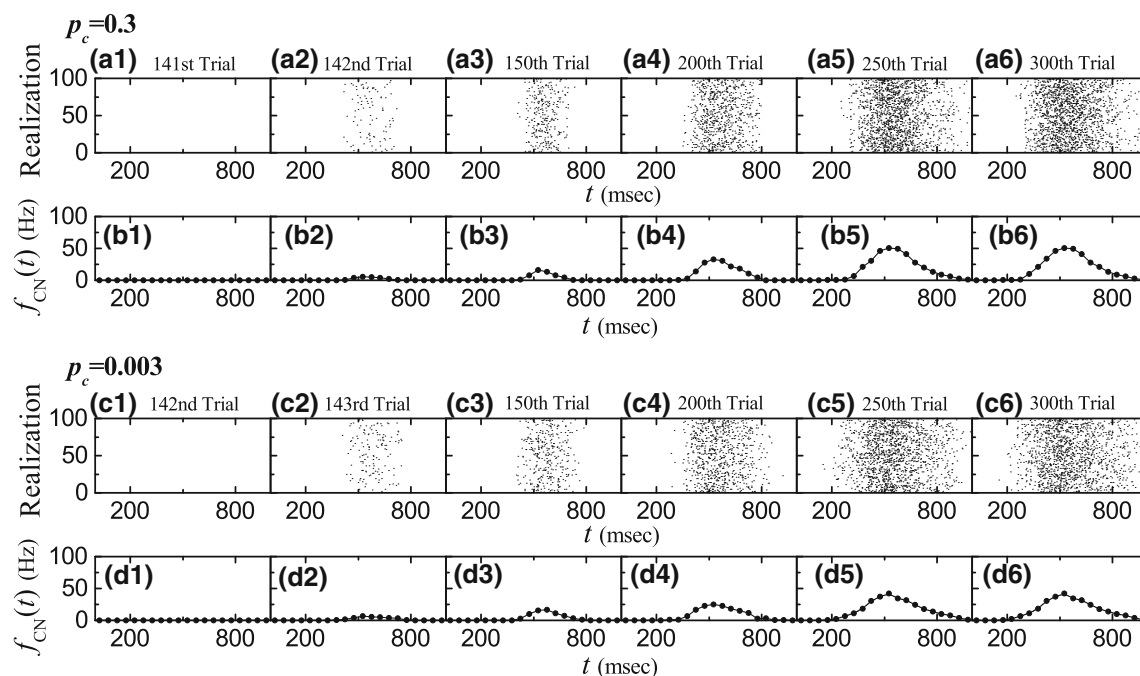 p_c=0.3
Realization
(a1) 141st Trial (a2) 142nd Trial (a3) 150th Trial (a4) 200th Trial (a5) 250th Trial (a6) 300th Trial
100
50
0
200 800 200 800 200 800 200 800 200 800 200 800
t (msec)
f_CN(t) (Hz)
(b1) (b2) (b3) (b4) (b5) (b6)
100
50
0
200 800 200 800 200 800 200 800 200 800 200 800
t (msec)
p_c=0.003
Realization
(c1) 142nd Trial (c2) 143rd Trial (c3) 150th Trial (c4) 200th Trial (c5) 250th Trial (c6) 300th Trial
100
50
0
200 800 200 800 200 800 200 800 200 800 200 800
t (msec)
f_CN(t) (Hz)
(d1) (d2) (d3) (d4) (d5) (d6)
100
50
0
200 800 200 800 200 800 200 800 200 800 200 800
t (msec)